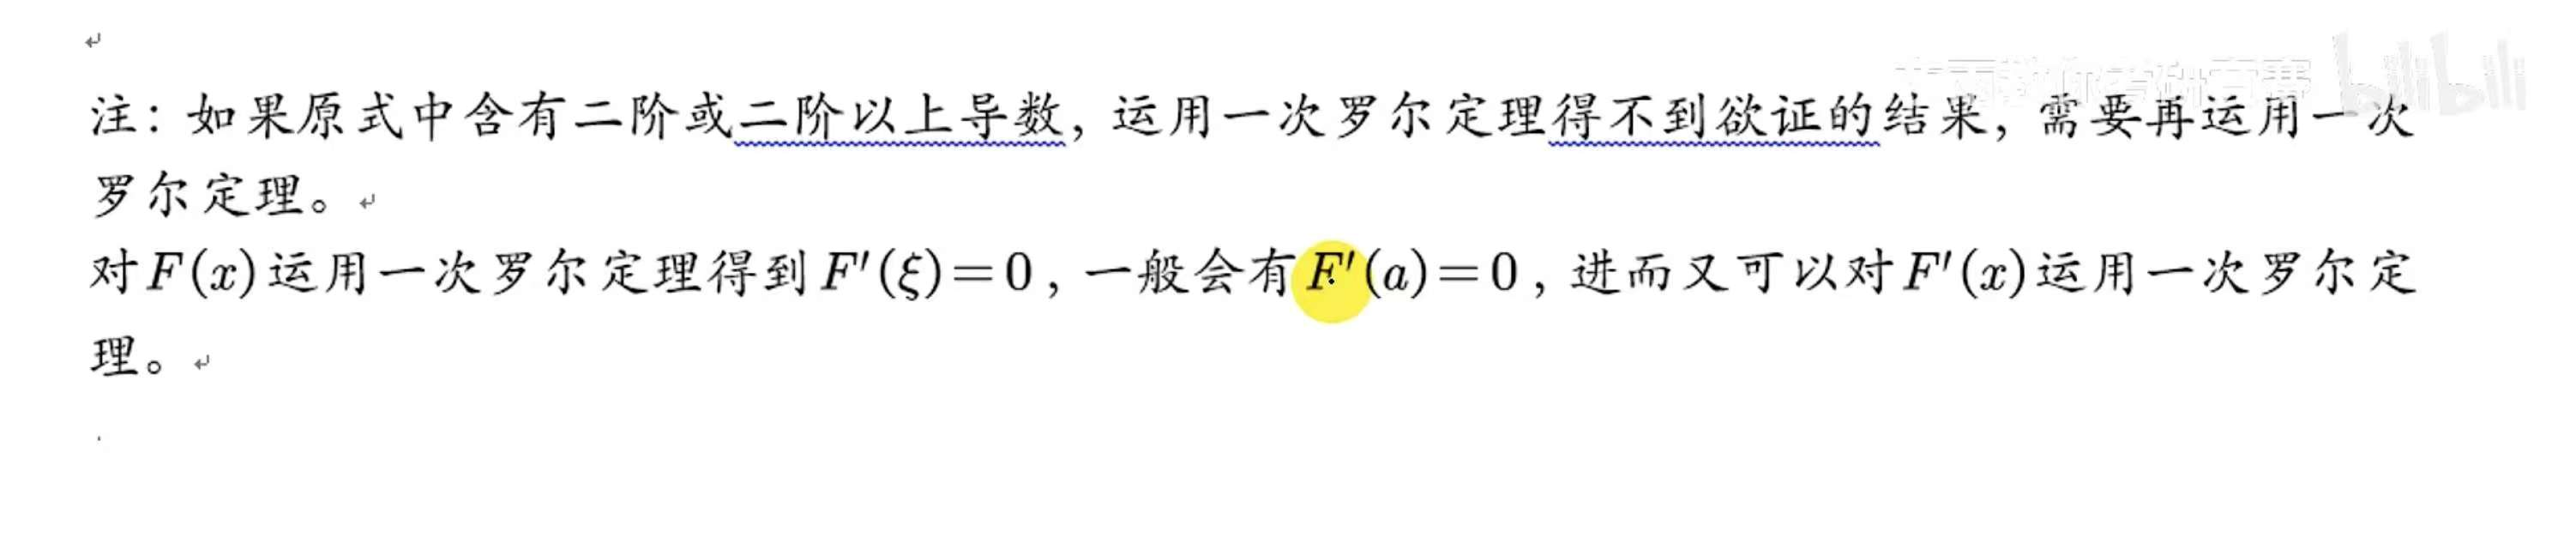 注：如果原式中含有二阶或二阶以上导数，运用一次罗尔定理得不到欲证的结果，需要再运用一次
罗尔定理。
对F(x)运用一次罗尔定理得到F′(ξ)=0，一般会有F′(a)=0，进而又可以对F′(x)运用一次罗尔定
理。
bilibili